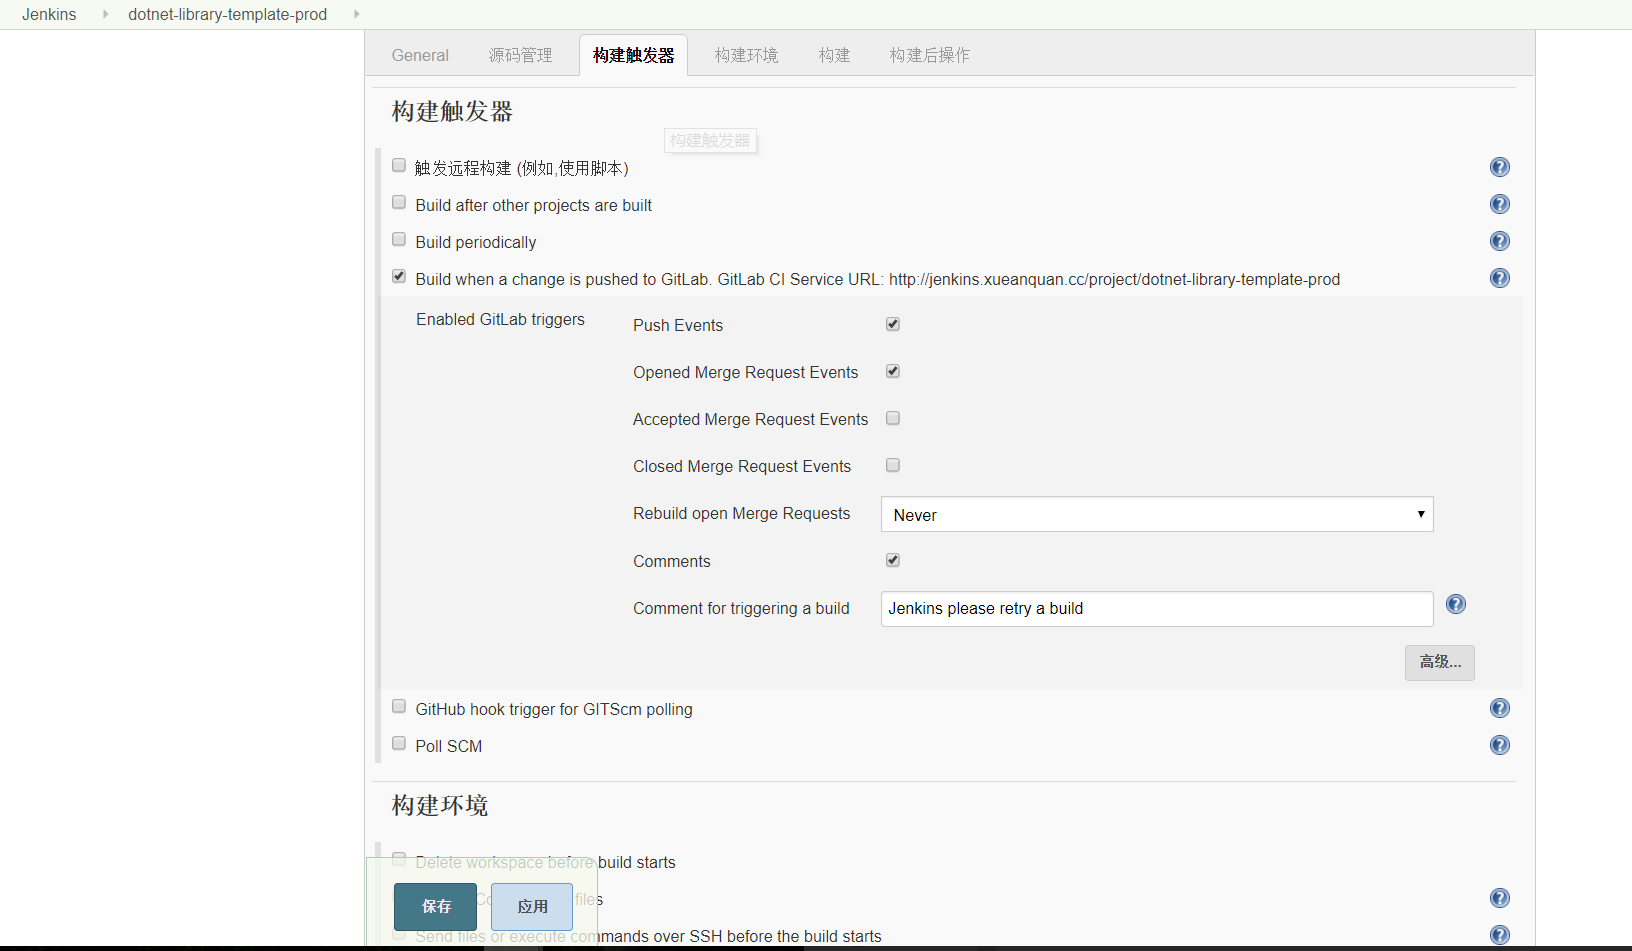 Jenkins dotnet-library-template-prod
General 源码管理 构建触发器 构建环境 构建 构建后操作
构建触发器
构建触发器
触发远程构建 (例如,使用脚本)
Build after other projects are built
Build periodically
Build when a change is pushed to GitLab. GitLab CI Service URL: http://jenkins.xueanquan.cc/project/dotnet-library-template-prod
Enabled GitLab triggers
Push Events
Opened Merge Request Events
Accepted Merge Request Events
Closed Merge Request Events
Rebuild open Merge Requests Never
Comments
Comment for triggering a build Jenkins please retry a build
高级...
GitHub hook trigger for GITScm polling
Poll SCM
构建环境
Delete workspace before build starts
保存 应用 files
Send files or execute commands over SSH before the build starts